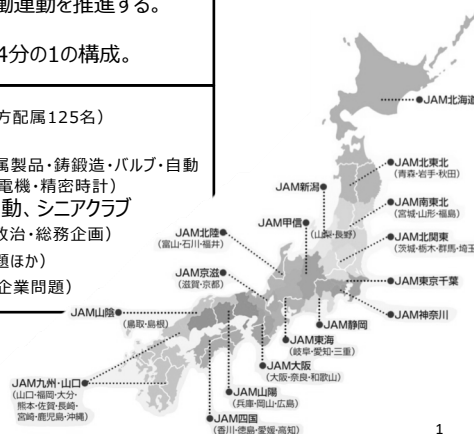 動運動を推進する。
4分の1の構成。
方配属125名）
属製品・鋳鍛造・バルブ・自動
電機・精密時計）
動、シニアクラブ
政治・総務企画）
題ほか）
企業問題）
JAM北海道
JAM北東北
(青森・岩手・秋田)
JAM新潟
JAM南東北
(宮城・山形・福島)
JAM甲信
(山梨・長野)
JAM北関東
(茨城・栃木・群馬・埼玉
JAM北陸
(富山・石川・福井)
JAM東京千葉
JAM京滋
(滋賀・京都)
JAM神奈川
JAM山陰
(鳥取・島根)
JAM静岡
JAM東海
(岐阜・愛知・三重)
JAM大阪
(大阪・奈良・和歌山)
JAM九州・山口
(山口・福岡・大分・
熊本・佐賀・長崎・
宮崎・鹿児島・沖縄)
JAM山陽
(兵庫・岡山・広島)
JAM四国
(香川・徳島・愛媛・高知)
1